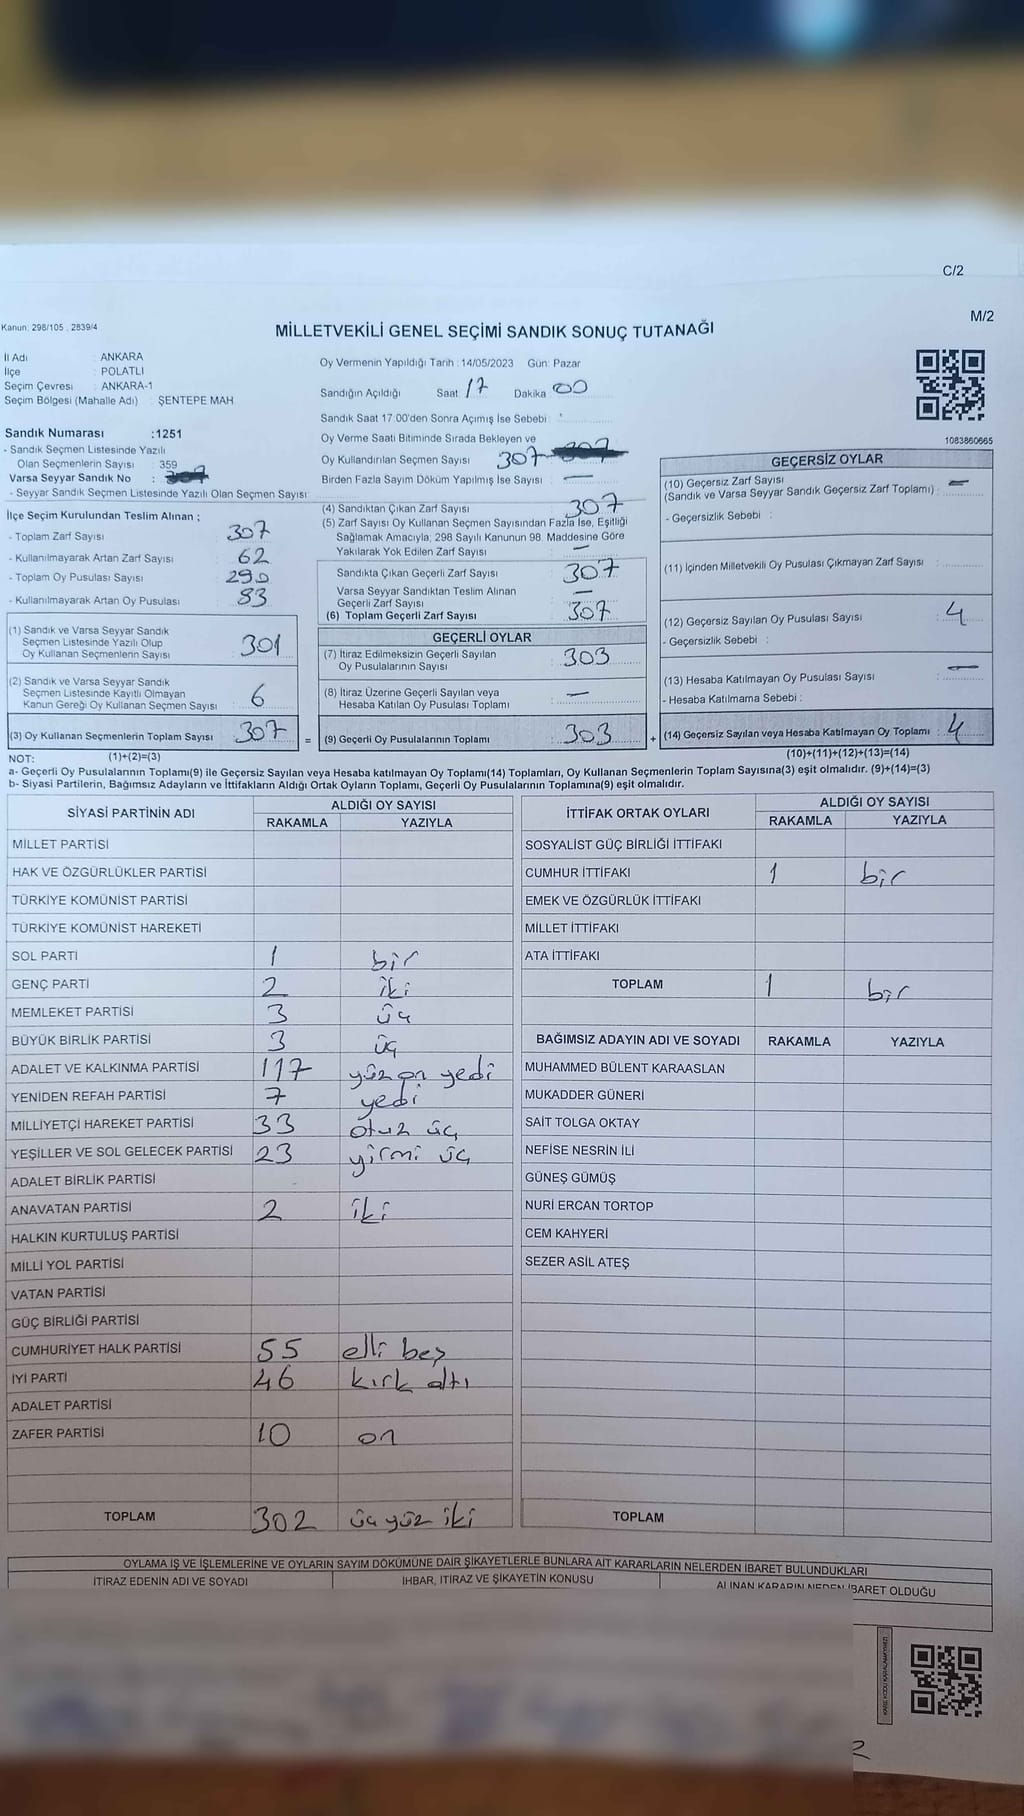 C/2
M/2
Kanun: 298/105 , 2839/4
MİLLETVEKİLİ GENEL SEÇİMİ SANDIK SONUÇ TUTANAĞI
İl Adı : ANKARA
İlçe : POLATLI
Seçim Çevresi : ANKARA-1
Seçim Bölgesi (Mahalle Adı) : ŞENTEPE MAH
Sandık Numarası :1251
- Sandık Seçmen Listesinde Yazılı
Olan Seçmenlerin Sayısı : 359
Varsa Seyyar Sandık No :
- Seyyar Sandık Seçmen Listesinde Yazılı Olan Seçmen Sayısı
Oy Vermenin Yapıldığı Tarih : 14/05/2023 Gün: Pazar
Sandığın Açıldığı Saat 17 Dakika 00
Sandık Saat 17.00'den Sonra Açımış İse Sebebi :
Oy Verme Saati Bitiminde Sırada Bekleyen ve
Oy Kullandırılan Seçmen Sayısı 307
Birden Fazla Sayım Döküm Yapılmış İse Sayısı : —
1083860665
İlçe Seçim Kurulundan Teslim Alınan ;
- Toplam Zarf Sayısı : 307
- Kullanılmayarak Artan Zarf Sayısı : 62
- Toplam Oy Pusulası Sayısı : 290
- Kullanılmayarak Artan Oy Pusulası : 83
(1) Sandık ve Varsa Seyyar Sandık
Seçmen Listesinde Yazılı Olup
Oy Kullanan Seçmenlerin Sayısı : 301
(2) Sandık ve Varsa Seyyar Sandık
Seçmen Listesinde Kayıtlı Olmayan
Kanun Gereği Oy Kullanan Seçmen Sayısı : 6
(3) Oy Kullanan Seçmenlerin Toplam Sayısı : 307
(4) Sandıktan Çıkan Zarf Sayısı : 307
(5) Zarf Sayısı Oy Kullanan Seçmen Sayısından Fazla İse, Eşitliği
Sağlamak Amacıyla; 298 Sayılı Kanunun 98. Maddesine Göre
Yakılarak Yok Edilen Zarf Sayısı : —
Sandıkta Çıkan Geçerli Zarf Sayısı : 307
Varsa Seyyar Sandıktan Teslim Alınan
Geçerli Zarf Sayısı : —
(6) Toplam Geçerli Zarf Sayısı : 307
GEÇERLİ OYLAR
(7) İtiraz Edilmeksizin Geçerli Sayılan
Oy Pusulalarının Sayısı : 303
(8) İtiraz Üzerine Geçerli Sayılan veya
Hesaba Katılan Oy Pusulası Toplamı : —
= (9) Geçerli Oy Pusulalarının Toplamı : 303
GEÇERSİZ OYLAR
(10) Geçersiz Zarf Sayısı
(Sandık ve Varsa Seyyar Sandık Geçersiz Zarf Toplamı) : —
- Geçersizlik Sebebi :
(11) İçinden Milletvekili Oy Pusulası Çıkmayan Zarf Sayısı :
(12) Geçersiz Sayılan Oy Pusulası Sayısı : 4
- Geçersizlik Sebebi :
(13) Hesaba Katılmayan Oy Pusulası Sayısı : —
- Hesaba Katılmama Sebebi :
+ (14) Geçersiz Sayılan veya Hesaba Katılmayan Oy Toplamı : 4
NOT: (1)+(2)=(3)
(10)+(11)+(12)+(13)=(14)
a- Geçerli Oy Pusulalarının Toplamı(9) ile Geçersiz Sayılan veya Hesaba katılmayan Oy Toplamı(14) Toplamları, Oy Kullanan Seçmenlerin Toplam Sayısına(3) eşit olmalıdır. (9)+(14)=(3)
b- Siyasi Partilerin, Bağımsız Adayların ve İttifakların Aldığı Ortak Oyların Toplamı, Geçerli Oy Pusulalarının Toplamına(9) eşit olmalıdır.
SİYASİ PARTİNİN ADI ALDIĞI OY SAYISI
RAKAMLA YAZIYLA
MİLLET PARTİSİ
HAK VE ÖZGÜRLÜKLER PARTİSİ
TÜRKİYE KOMÜNİST PARTİSİ
TÜRKİYE KOMÜNİST HAREKETİ
SOL PARTİ 1 bir
GENÇ PARTİ 2 iki
MEMLEKET PARTİSİ 3 üç
BÜYÜK BİRLİK PARTİSİ 3 üç
ADALET VE KALKINMA PARTİSİ 117 yüz on yedi
YENİDEN REFAH PARTİSİ 7 yedi
MİLLİYETÇİ HAREKET PARTİSİ 33 otuz üç
YEŞİLLER VE SOL GELECEK PARTİSİ 23 yirmi üç
ADALET BİRLİK PARTİSİ
ANAVATAN PARTİSİ 2 iki
HALKIN KURTULUŞ PARTİSİ
MİLLİ YOL PARTİSİ
VATAN PARTİSİ
GÜÇ BİRLİĞİ PARTİSİ
CUMHURİYET HALK PARTİSİ 55 elli beş
İYİ PARTİ 46 kırk altı
ADALET PARTİSİ
ZAFER PARTİSİ 10 on
TOPLAM 302 üç yüz iki
İTTİFAK ORTAK OYLARI ALDIĞI OY SAYISI
RAKAMLA YAZIYLA
SOSYALİST GÜÇ BİRLİĞİ İTTİFAKI
CUMHUR İTTİFAKI 1 bir
EMEK VE ÖZGÜRLÜK İTTİFAKI
MİLLET İTTİFAKI
ATA İTTİFAKI
TOPLAM 1 bir
BAĞIMSIZ ADAYIN ADI VE SOYADI RAKAMLA YAZIYLA
MUHAMMED BÜLENT KARAASLAN
MUKADDER GÜNERİ
SAİT TOLGA OKTAY
NEFİSE NESRİN İLİ
GÜNEŞ GÜMÜŞ
NURİ ERCAN TORTOP
CEM KAHYERİ
SEZER ASİL ATEŞ
TOPLAM
OYLAMA İŞ VE İŞLEMLERİNE VE OYLARIN SAYIM DÖKÜMÜNE DAİR ŞİKAYETLERLE BUNLARA AİT KARARLARIN NELERDEN İBARET BULUNDUKLARI
İTİRAZ EDENİN ADI VE SOYADI İHBAR, İTİRAZ VE ŞİKAYETİN KONUSU ALINAN KARARIN NEDEN İBARET OLDUĞU